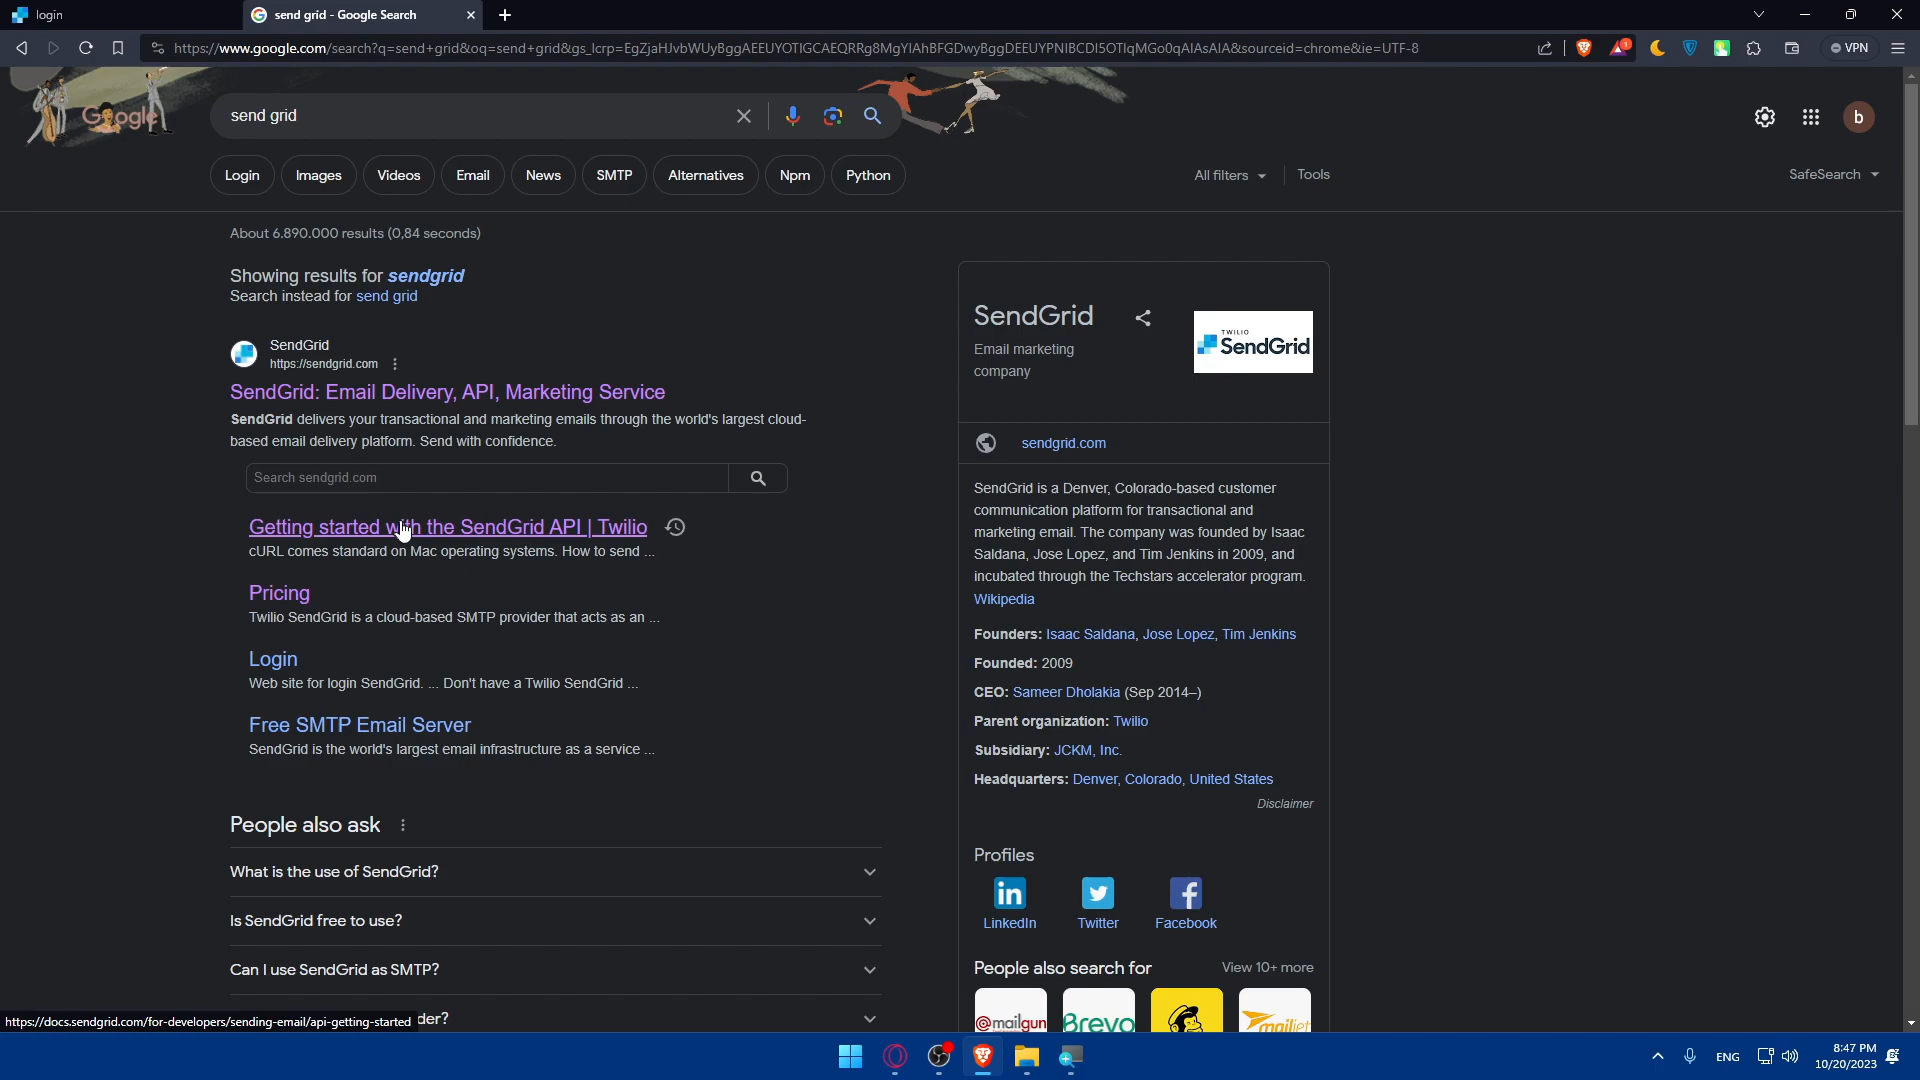 login
send grid - Google Search
https://www.google.com/search?q=send+grid&oq=send+grid&gs_lcrp=EgZjaHJvbWUyBggAEEUYOTIGCAEQRRg8MgYIAhBFGDwyBggDEEUYPNIBCDI5OTlqMGo0qAIAsAIA&sourceid=chrome&ie=UTF-8
VPN
Google
send grid
b
Login
Images
Videos
Email
News
SMTP
Alternatives
Npm
Python
All filters
Tools
SafeSearch
About 6.890.000 results (0,84 seconds)
Showing results for sendgrid
Search instead for send grid
SendGrid
https://sendgrid.com
SendGrid: Email Delivery, API, Marketing Service
SendGrid delivers your transactional and marketing emails through the world's largest cloud-
based email delivery platform. Send with confidence.
Search sendgrid.com
Getting started with the SendGrid API | Twilio
cURL comes standard on Mac operating systems. How to send ...
Pricing
Twilio SendGrid is a cloud-based SMTP provider that acts as an ...
Login
Web site for login SendGrid. ... Don't have a Twilio SendGrid ...
Free SMTP Email Server
SendGrid is the world's largest email infrastructure as a service ...
People also ask
What is the use of SendGrid?
Is SendGrid free to use?
Can I use SendGrid as SMTP?
der?
https://docs.sendgrid.com/for-developers/sending-email/api-getting-started
SendGrid
Email marketing
company
TWILIO
SendGrid
sendgrid.com
SendGrid is a Denver, Colorado-based customer
communication platform for transactional and
marketing email. The company was founded by Isaac
Saldana, Jose Lopez, and Tim Jenkins in 2009, and
incubated through the Techstars accelerator program.
Wikipedia
Founders: Isaac Saldana, Jose Lopez, Tim Jenkins
Founded: 2009
CEO: Sameer Dholakia (Sep 2014–)
Parent organization: Twilio
Subsidiary: JCKM, Inc.
Headquarters: Denver, Colorado, United States
Disclaimer
Profiles
LinkedIn
Twitter
Facebook
People also search for
View 10+ more
@mailgun
Brevo
mailjet
ENG
8:47 PM
10/20/2023